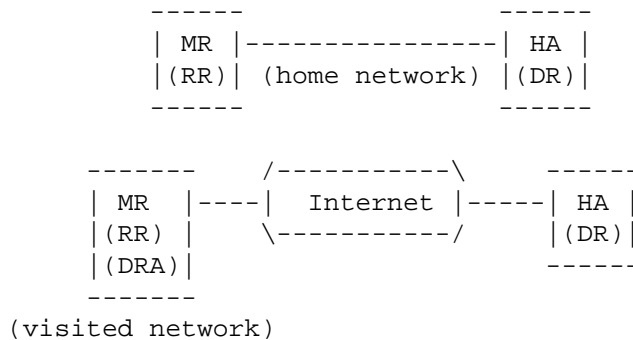 ------                    ------
| MR |----------------| HA |
|(RR)| (home network) |(DR)|
------                    ------
-------    /-----------\    -------
| MR   |----|  Internet |-----| HA |
|(RR)  |    \-----------/     |(DR)|
|(DRA)|                        ------
-------
(visited network)